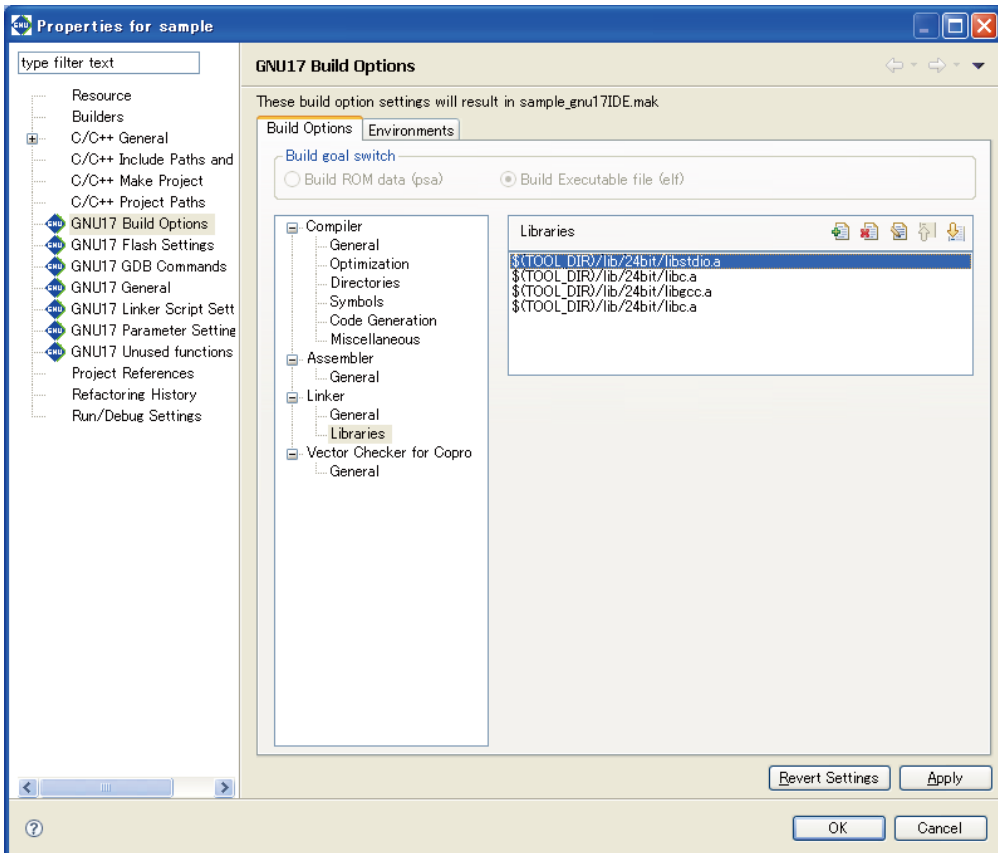 Properties for sample
type filter text
Resource
Builders
C/C++ General
C/C++ Include Paths and
C/C++ Make Project
C/C++ Project Paths
GNU17 Build Options
GNU17 Flash Settings
GNU17 GDB Commands
GNU17 General
GNU17 Linker Script Sett
GNU17 Parameter Setting
GNU17 Unused functions
Project References
Refactoring History
Run/Debug Settings
GNU17 Build Options
These build option settings will result in sample_gnu17IDE.mak
Build Options
Environments
Build goal switch
Build ROM data (psa)
Build Executable file (elf)
Compiler
General
Optimization
Directories
Symbols
Code Generation
Miscellaneous
Assembler
General
Linker
General
Libraries
Vector Checker for Copro
General
Libraries
$(TOOL_DIR)/lib/24bit/libstdio.a
$(TOOL_DIR)/lib/24bit/libc.a
$(TOOL_DIR)/lib/24bit/libgcc.a
$(TOOL_DIR)/lib/24bit/libc.a
Revert Settings
Apply
OK
Cancel